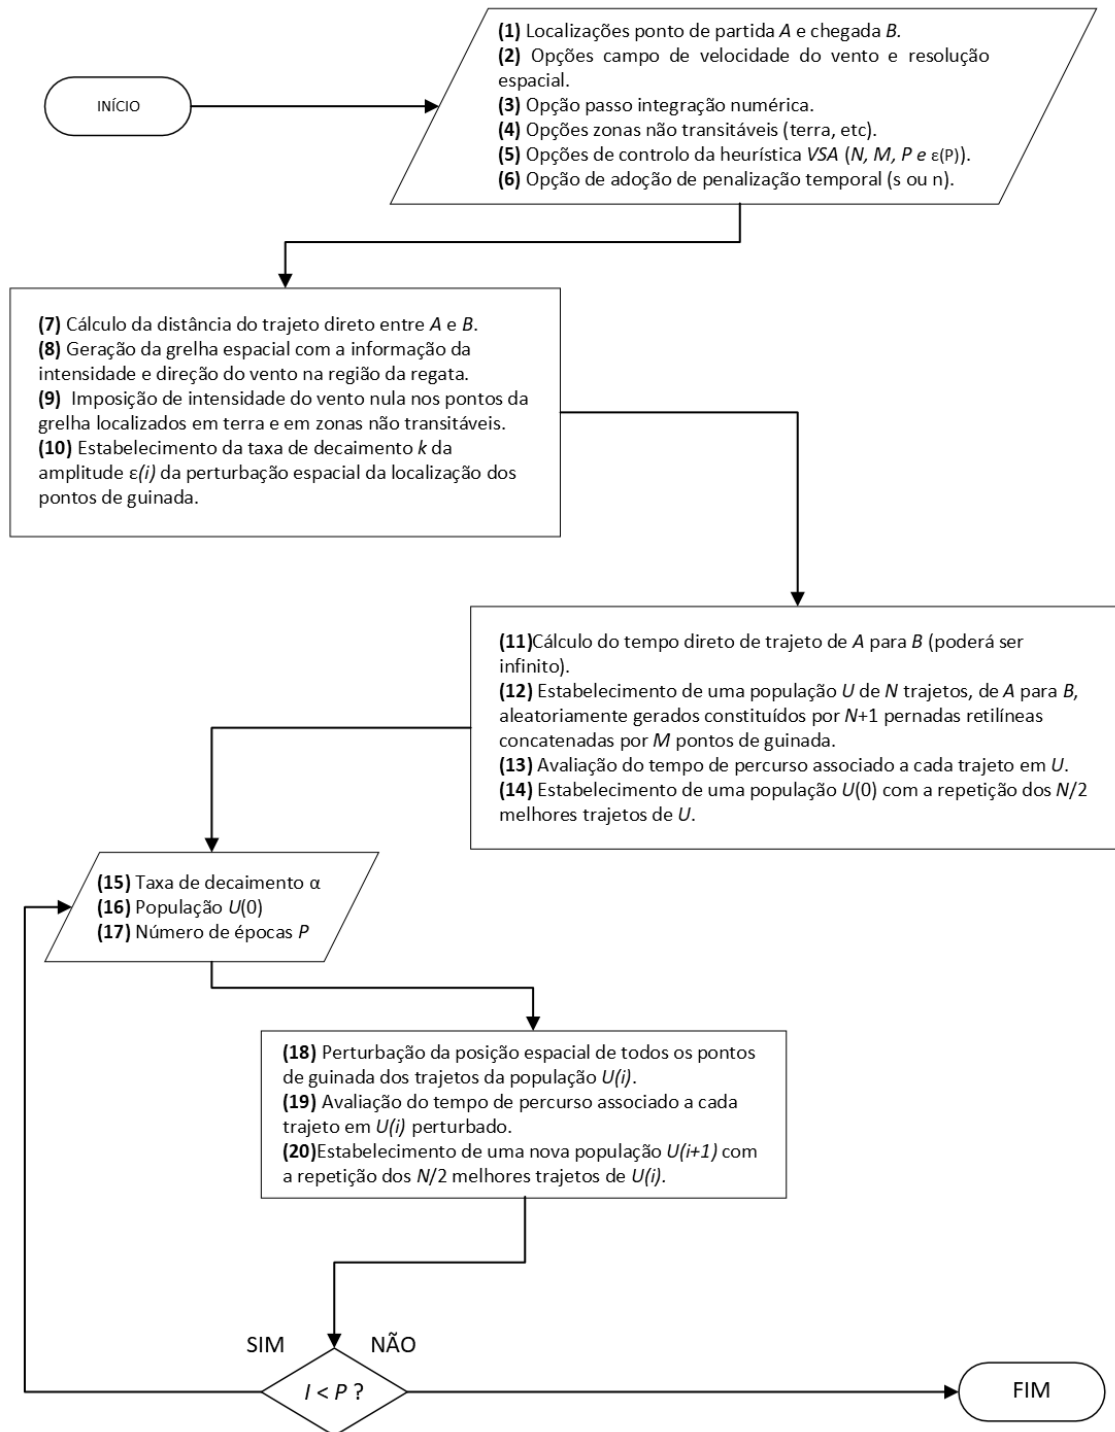 INÍCIO
(1) Localizações ponto de partida A e chegada B.
(2) Opções campo de velocidade do vento e resolução
espacial.
(3) Opção passo integração numérica.
(4) Opções zonas não transitáveis (terra, etc).
(5) Opções de controlo da heurística VSA (N, M, P e ε(P)).
(6) Opção de adoção de penalização temporal (s ou n).
(7) Cálculo da distância do trajeto direto entre A e B.
(8) Geração da grelha espacial com a informação da
intensidade e direção do vento na região da regata.
(9) Imposição de intensidade do vento nula nos pontos da
grelha localizados em terra e em zonas não transitáveis.
(10) Estabelecimento da taxa de decaimento k da
amplitude ε(i) da perturbação espacial da localização dos
pontos de guinada.
(11)Cálculo do tempo direto de trajeto de A para B (poderá ser
infinito).
(12) Estabelecimento de uma população U de N trajetos, de A para B,
aleatoriamente gerados constituídos por N+1 pernadas retilíneas
concatenadas por M pontos de guinada.
(13) Avaliação do tempo de percurso associado a cada trajeto em U.
(14) Estabelecimento de uma população U(0) com a repetição dos N/2
melhores trajetos de U.
(15) Taxa de decaimento α
(16) População U(0)
(17) Número de épocas P
(18) Perturbação da posição espacial de todos os pontos
de guinada dos trajetos da população U(i).
(19) Avaliação do tempo de percurso associado a cada
trajeto em U(i) perturbado.
(20)Estabelecimento de uma nova população U(i+1) com
a repetição dos N/2 melhores trajetos de U(i).
SIM
NÃO
I < P ?
FIM